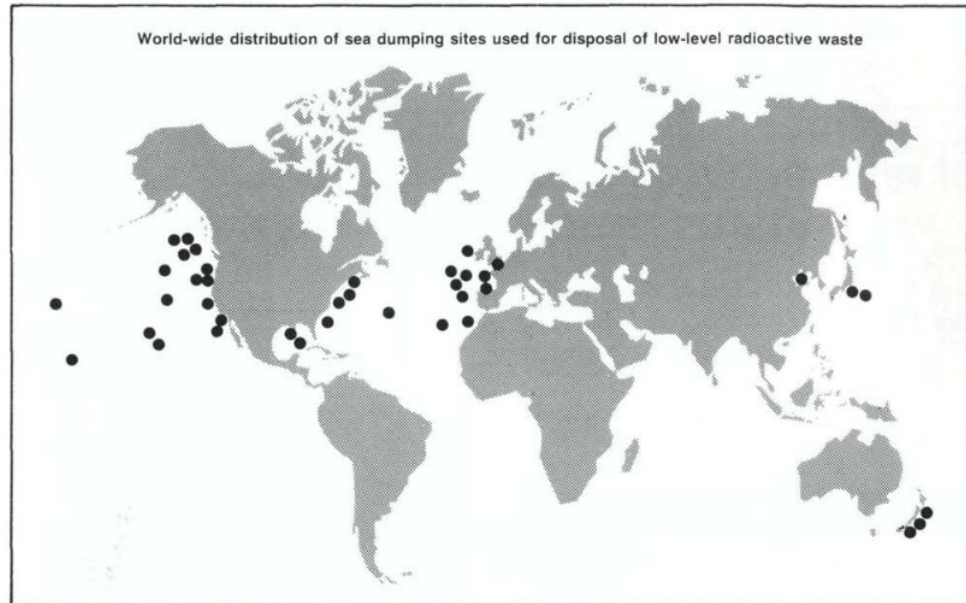 World-wide distribution of sea dumping sites used for disposal of low-level radioactive waste